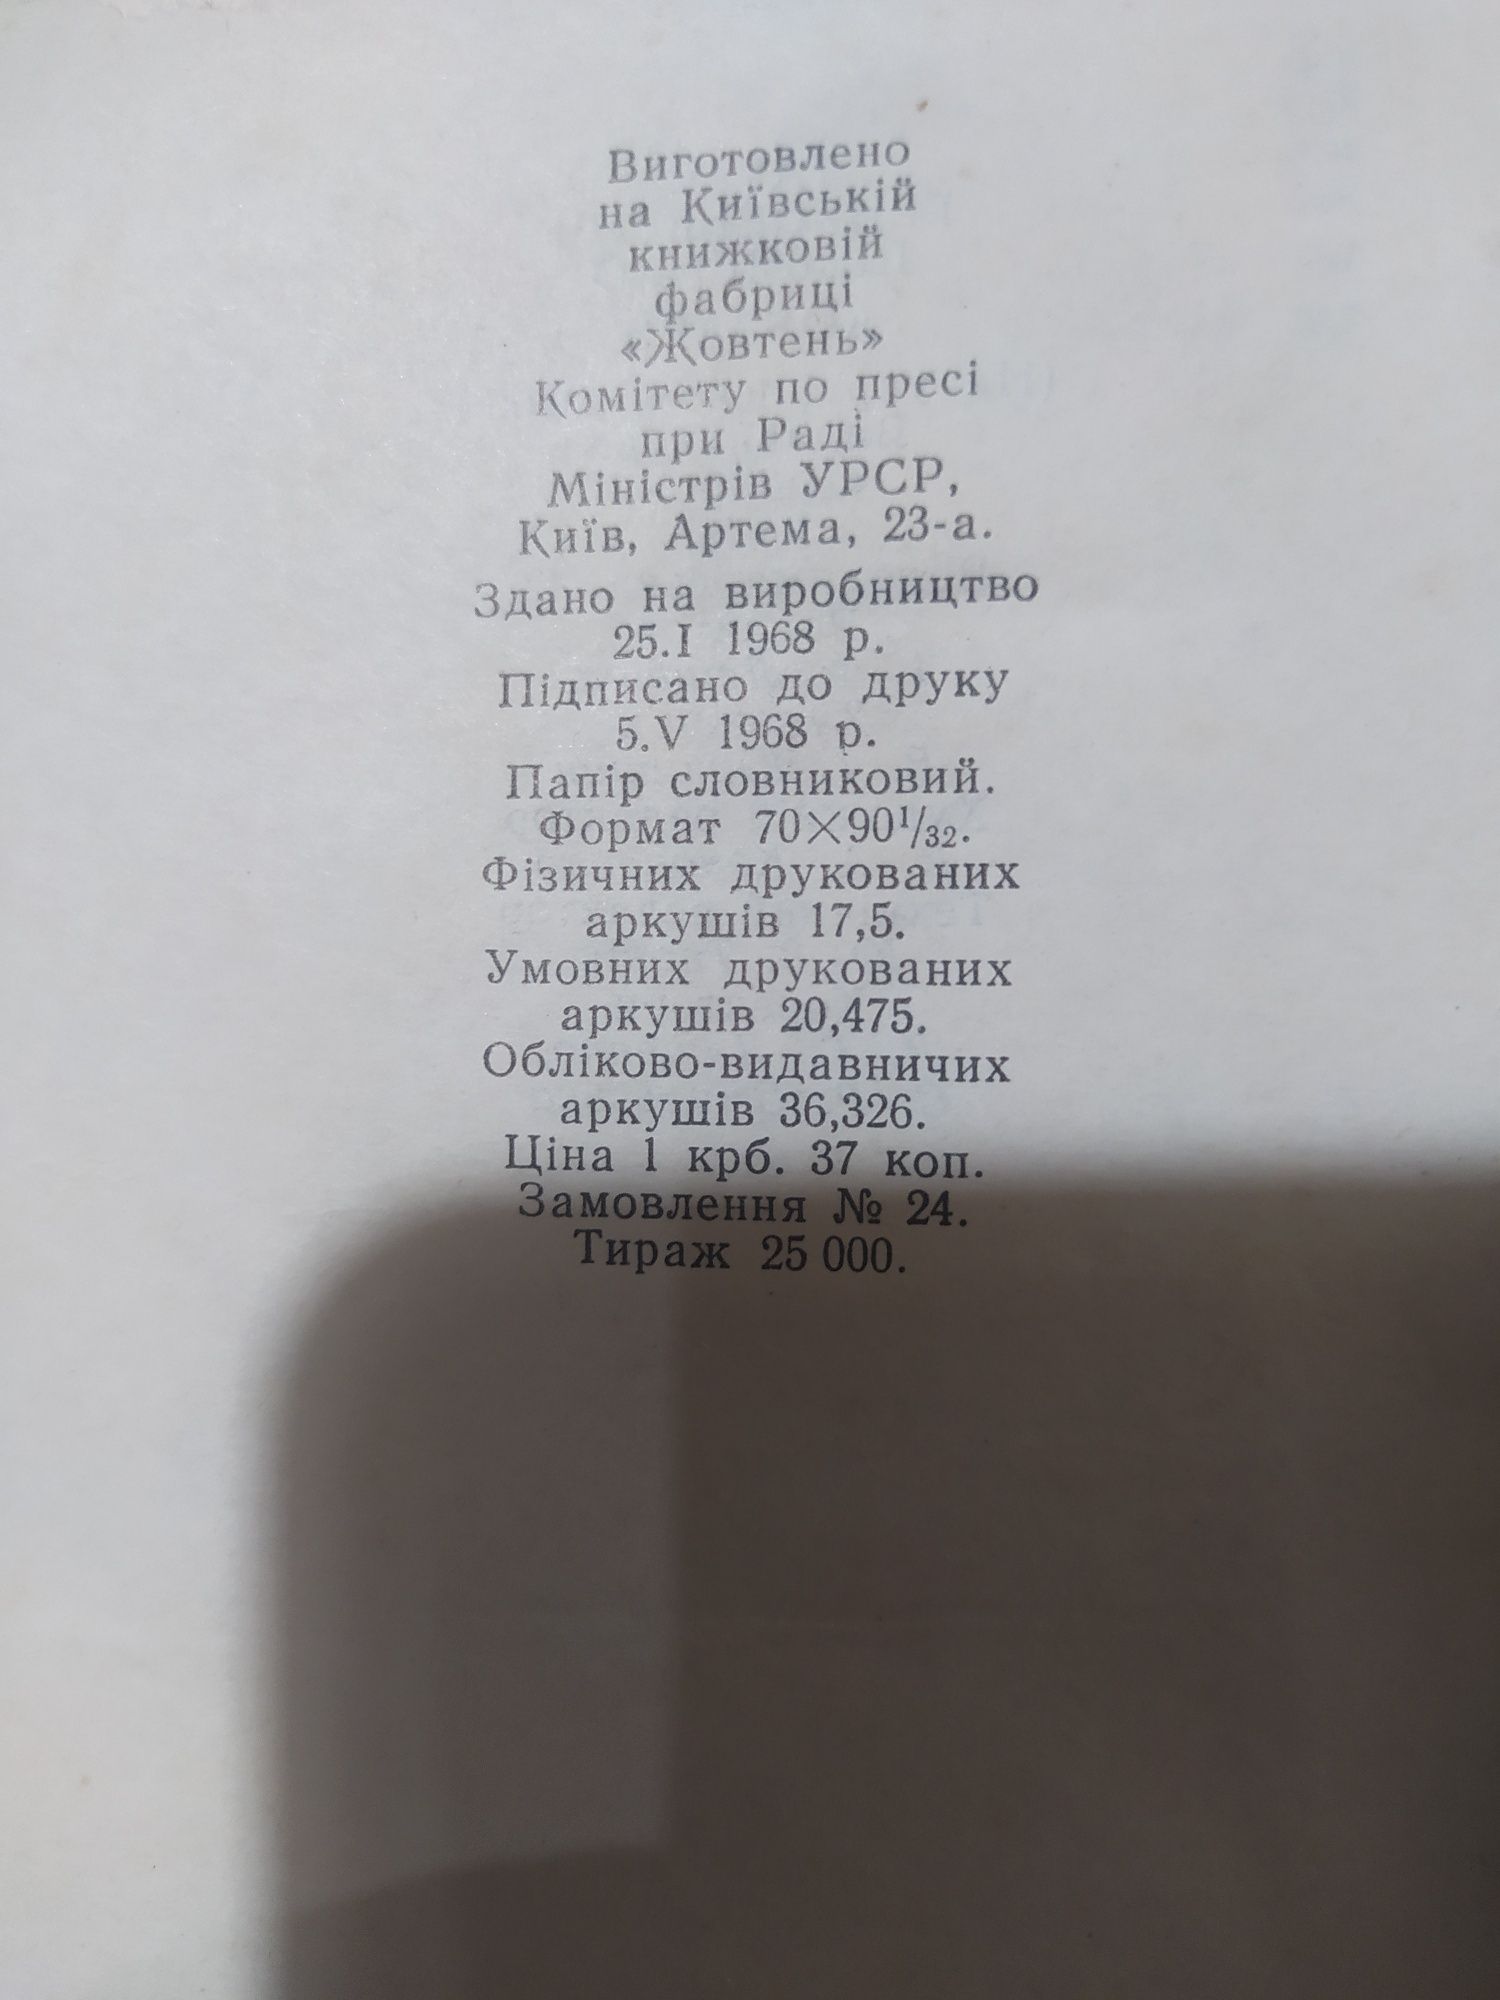 Виготовлено
на Київській
книжковій
фабриці
«Жовтень»
Комітету по пресі
при Раді
Міністрів УРСР,
Київ, Артема, 23-а.
Здано на виробництво
25.I 1968 р.
Підписано до друку
5.V 1968 р.
Папір словниковий.
Формат 70×90¹/₃₂.
Фізичних друкованих
аркушів 17,5.
Умовних друкованих
аркушів 20,475.
Обліково-видавничих
аркушів 36,326.
Ціна 1 крб. 37 коп.
Замовлення № 24.
Тираж 25 000.